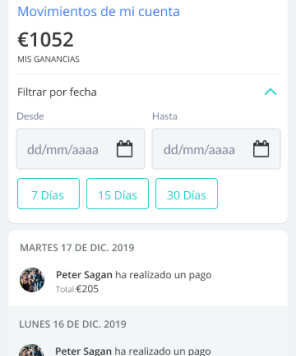 Movimientos de mi cuenta
€1052
MIS GANANCIAS
Filtrar por fecha
Desde Hasta
dd/mm/aaaa dd/mm/aaaa
7 Días 15 Días 30 Días
MARTES 17 DE DIC. 2019
Peter Sagan ha realizado un pago
Total:€205
LUNES 16 DE DIC. 2019
Peter Sagan ha realizado un pago